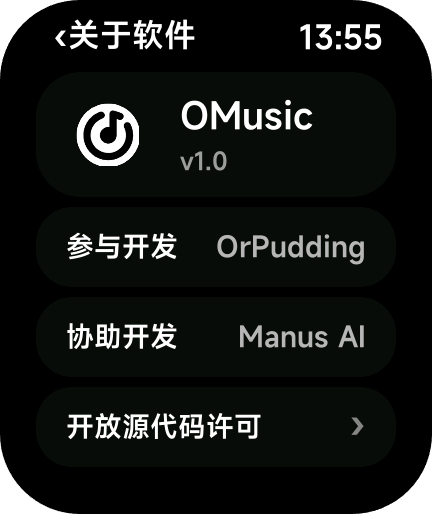 ‹关于软件 13:55
OMusic
v1.0
参与开发 OrPudding
协助开发 Manus AI
开放源代码许可 ›